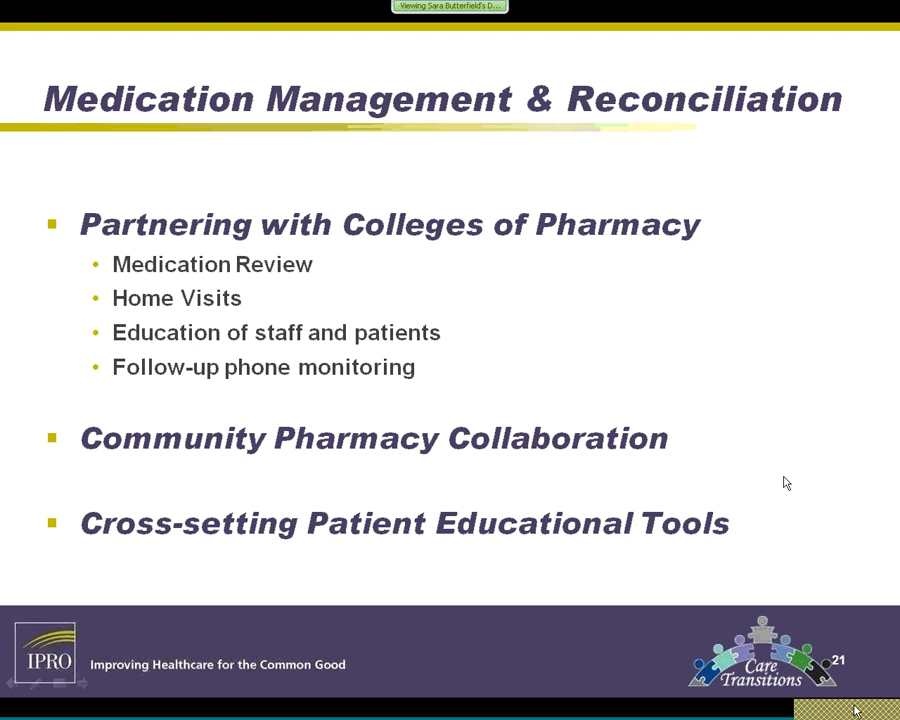 Viewing Sara Butterfield's D...
Medication Management & Reconciliation
Partnering with Colleges of Pharmacy
Medication Review
Home Visits
Education of staff and patients
Follow-up phone monitoring
Community Pharmacy Collaboration
Cross-setting Patient Educational Tools
IPRO
Improving Healthcare for the Common Good
Care
Transitions
21